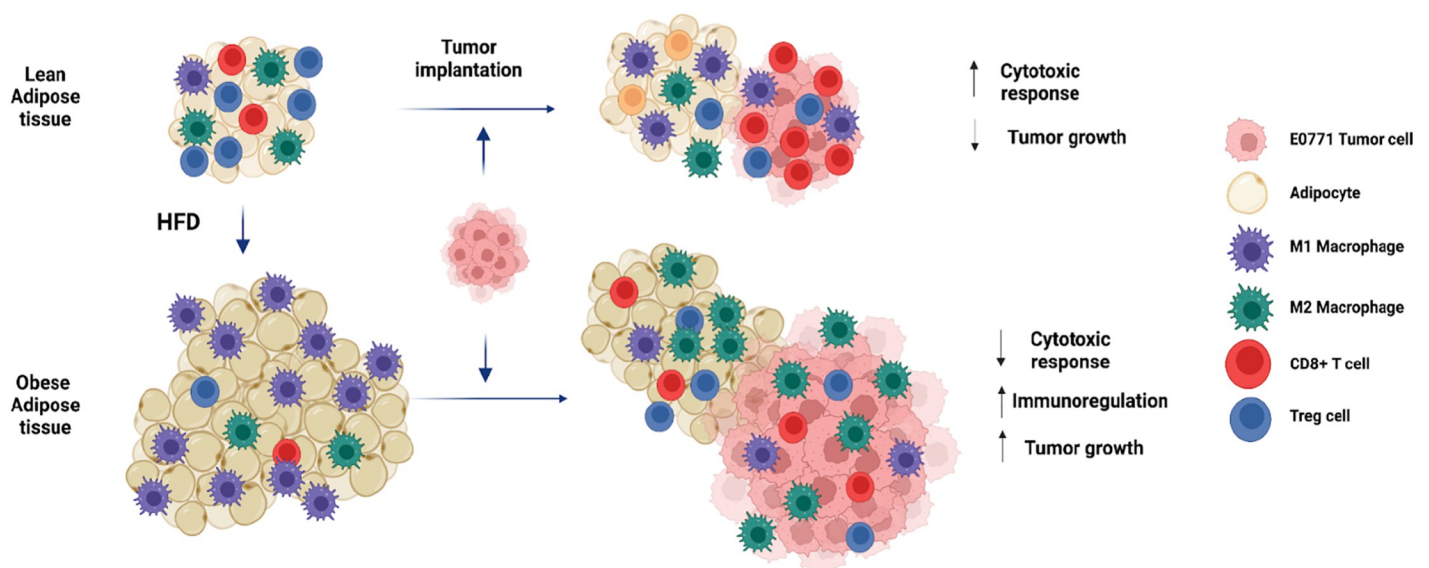 Lean
Adipose
tissue
Tumor
implantation
Cytotoxic
response
Tumor growth
HFD
Obese
Adipose
tissue
Cytotoxic
response
Immunoregulation
Tumor growth
E0771 Tumor cell
Adipocyte
M1 Macrophage
M2 Macrophage
CD8+ T cell
Treg cell